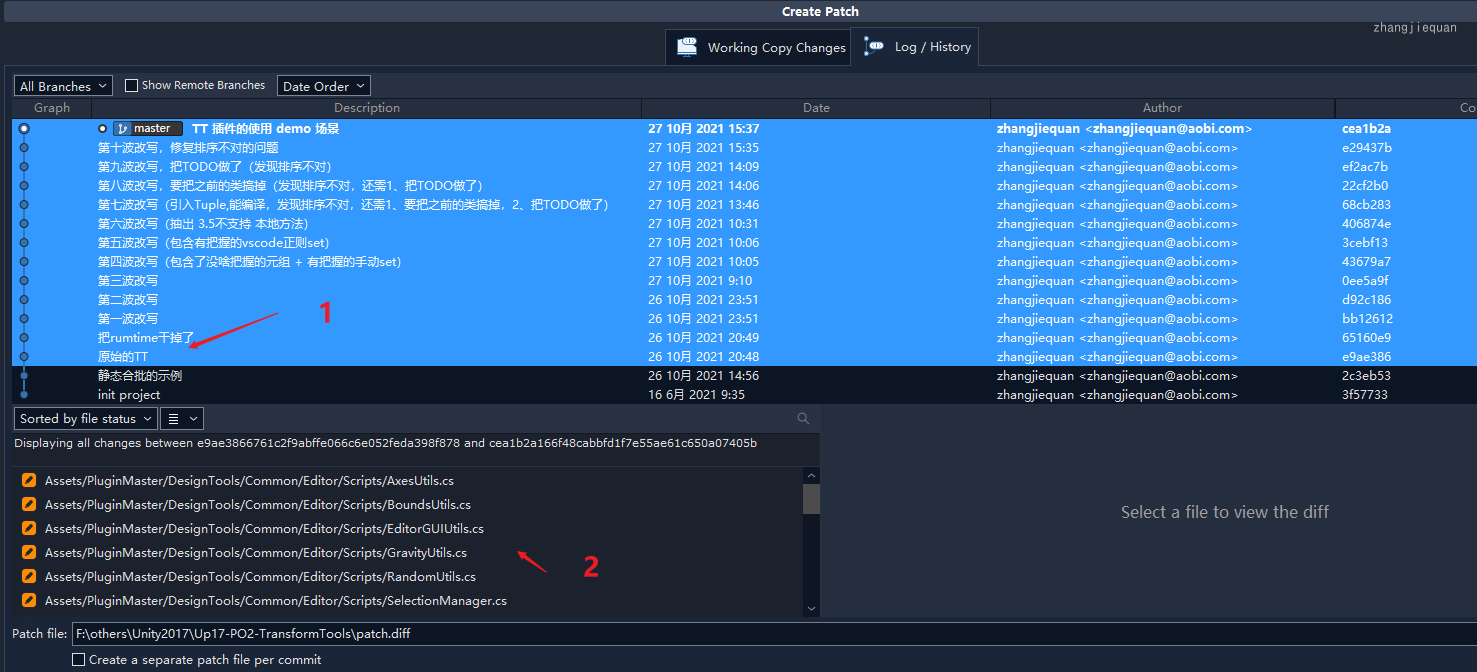 Create Patch
zhangjiequan
Working Copy Changes
Log / History
All Branches Show Remote Branches Date Order
Graph Description Date Author Co
master TT 插件的使用 demo 场景 27 10月 2021 15:37 zhangjiequan <zhangjiequan@aobi.com> cea1b2a
第十波改写，修复排序不对的问题 27 10月 2021 15:35 zhangjiequan <zhangjiequan@aobi.com> e29437b
第九波改写，把TODO做了（发现排序不对） 27 10月 2021 14:09 zhangjiequan <zhangjiequan@aobi.com> ef2ac7b
第八波改写，要把之前的类搞掉（发现排序不对，还需1、把TODO做了） 27 10月 2021 14:06 zhangjiequan <zhangjiequan@aobi.com> 22cf2b0
第七波改写（引入Tuple,能编译，发现排序不对，还需1、要把之前的类搞掉，2、把TODO做了） 27 10月 2021 13:46 zhangjiequan <zhangjiequan@aobi.com> 68cb283
第六波改写（抽出 3.5不支持 本地方法） 27 10月 2021 10:31 zhangjiequan <zhangjiequan@aobi.com> 406874e
第五波改写（包含有把握的vscode正则set） 27 10月 2021 10:06 zhangjiequan <zhangjiequan@aobi.com> 3cebf13
第四波改写（包含了没啥把握的元组 + 有把握的手动set） 27 10月 2021 10:05 zhangjiequan <zhangjiequan@aobi.com> 43679a7
第三波改写 27 10月 2021 9:10 zhangjiequan <zhangjiequan@aobi.com> 0ee5a9f
第二波改写 26 10月 2021 23:51 zhangjiequan <zhangjiequan@aobi.com> d92c186
第一波改写 26 10月 2021 23:51 zhangjiequan <zhangjiequan@aobi.com> bb12612
把rumtime干掉了 26 10月 2021 20:49 zhangjiequan <zhangjiequan@aobi.com> 65160e9
原始的TT 26 10月 2021 20:48 zhangjiequan <zhangjiequan@aobi.com> e9ae386
静态合批的示例 26 10月 2021 14:56 zhangjiequan <zhangjiequan@aobi.com> 2c3eb53
init project 16 6月 2021 9:35 zhangjiequan <zhangjiequan@aobi.com> 3f57733
1
Sorted by file status
Displaying all changes between e9ae3866761c2f9abffe066c6e052feda398f878 and cea1b2a166f48cabbfd1f7e55ae61c650a07405b
Assets/PluginMaster/DesignTools/Common/Editor/Scripts/AxesUtils.cs
Assets/PluginMaster/DesignTools/Common/Editor/Scripts/BoundsUtils.cs
Assets/PluginMaster/DesignTools/Common/Editor/Scripts/EditorGUIUtils.cs
Assets/PluginMaster/DesignTools/Common/Editor/Scripts/GravityUtils.cs
Assets/PluginMaster/DesignTools/Common/Editor/Scripts/RandomUtils.cs
Assets/PluginMaster/DesignTools/Common/Editor/Scripts/SelectionManager.cs
2
Select a file to view the diff
Patch file: F:\others\Unity2017\Up17-PO2-TransformTools\patch.diff
Create a separate patch file per commit